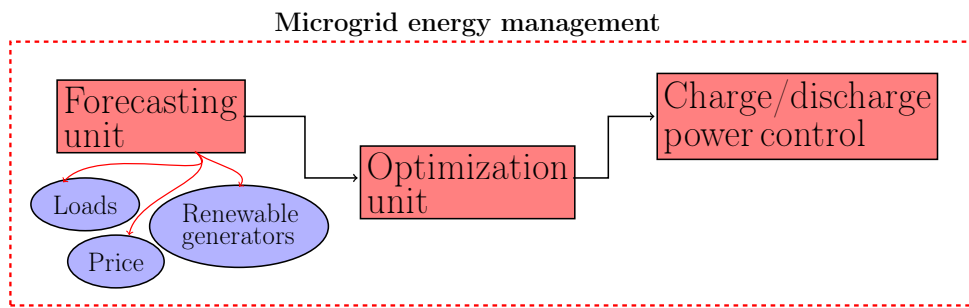 Microgrid energy management
Forecasting
unit
Charge/discharge
power control
Optimization
unit
Loads
Renewable
generators
Price